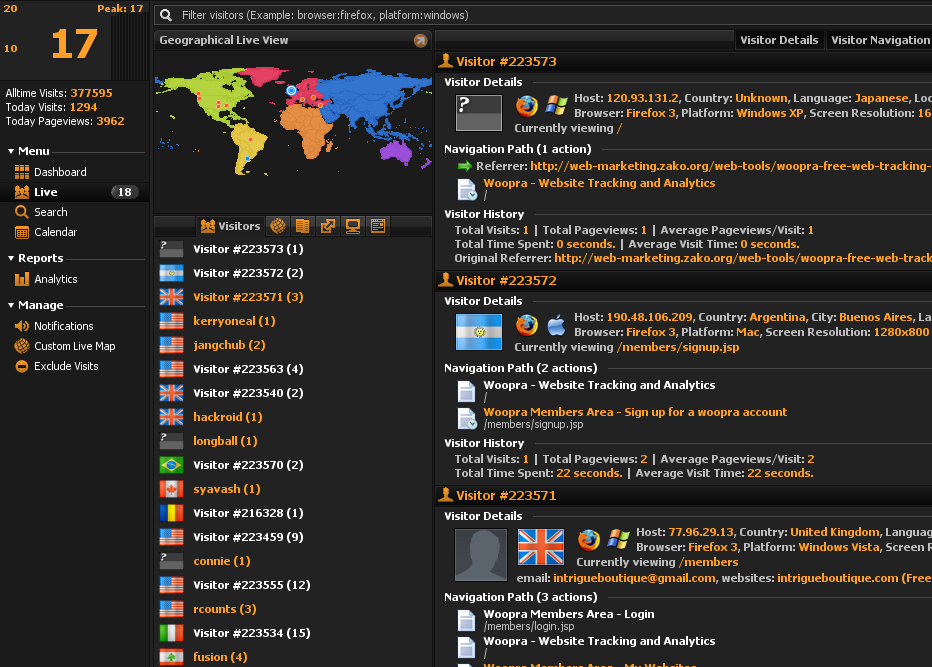 20
Peak: 17
10
17
Alltime Visits: 377595
Today Visits: 1294
Today Pageviews: 3962
Menu
Dashboard
Live 18
Search
Calendar
Reports
Analytics
Manage
Notifications
Custom Live Map
Exclude Visits
Filter visitors (Example: browser:firefox, platform:windows)
Geographical Live View
Visitors
? Visitor #223573 (1)
Visitor #223572 (2)
Visitor #223571 (3)
kerryoneal (1)
jangchub (2)
Visitor #223563 (4)
Visitor #223540 (2)
hackroid (1)
? longball (1)
Visitor #223570 (2)
syavash (1)
Visitor #216328 (1)
Visitor #223459 (9)
? connie (1)
Visitor #223555 (12)
rcounts (3)
Visitor #223534 (15)
fusion (4)
Visitor Details Visitor Navigation
Visitor #223573
Visitor Details
?
Host: 120.93.131.2, Country: Unknown, Language: Japanese, Loc
Browser: Firefox 3, Platform: Windows XP, Screen Resolution: 16
Currently viewing /
Navigation Path (1 action)
Referrer: http://web-marketing.zako.org/web-tools/woopra-free-web-tracking-
Woopra - Website Tracking and Analytics
/
Visitor History
Total Visits: 1 | Total Pageviews: 1 | Average Pageviews/Visit: 1
Total Time Spent: 0 seconds. | Average Visit Time: 0 seconds.
Original Referrer: http://web-marketing.zako.org/web-tools/woopra-free-web-track
Visitor #223572
Visitor Details
Host: 190.48.106.209, Country: Argentina, City: Buenos Aires, La
Browser: Firefox 3, Platform: Mac, Screen Resolution: 1280x800
Currently viewing /members/signup.jsp
Navigation Path (2 actions)
Woopra - Website Tracking and Analytics
/
Woopra Members Area - Sign up for a woopra account
/members/signup.jsp
Visitor History
Total Visits: 1 | Total Pageviews: 2 | Average Pageviews/Visit: 2
Total Time Spent: 22 seconds. | Average Visit Time: 22 seconds.
Visitor #223571
Visitor Details
Host: 77.96.29.13, Country: United Kingdom, Languag
Browser: Firefox 3, Platform: Windows Vista, Screen R
Currently viewing /members
email: intrigueboutique@gmail.com, websites: intrigueboutique.com (Free
Navigation Path (3 actions)
Woopra Members Area - Login
/members/login.jsp
Woopra - Website Tracking and Analytics
/
Woopra Members Area - My Websites